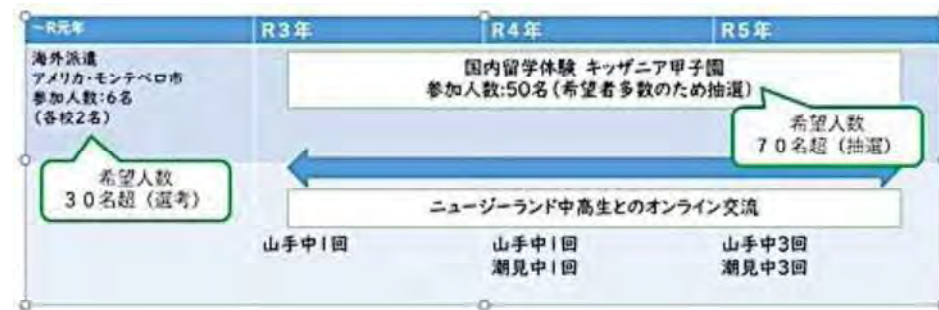 ~R元年
R3年
R4年
R5年
海外派遣
アメリカ・モンテベロ市
参加人数:6名
(各校2名)
国内留学体験 キッザニア甲子園
参加人数:50名(希望者多数のため抽選)
希望人数
70名超(抽選)
希望人数
30名超(選考)
ニュージーランド中高生とのオンライン交流
山手中1回
山手中1回
潮見中1回
山手中3回
潮見中3回